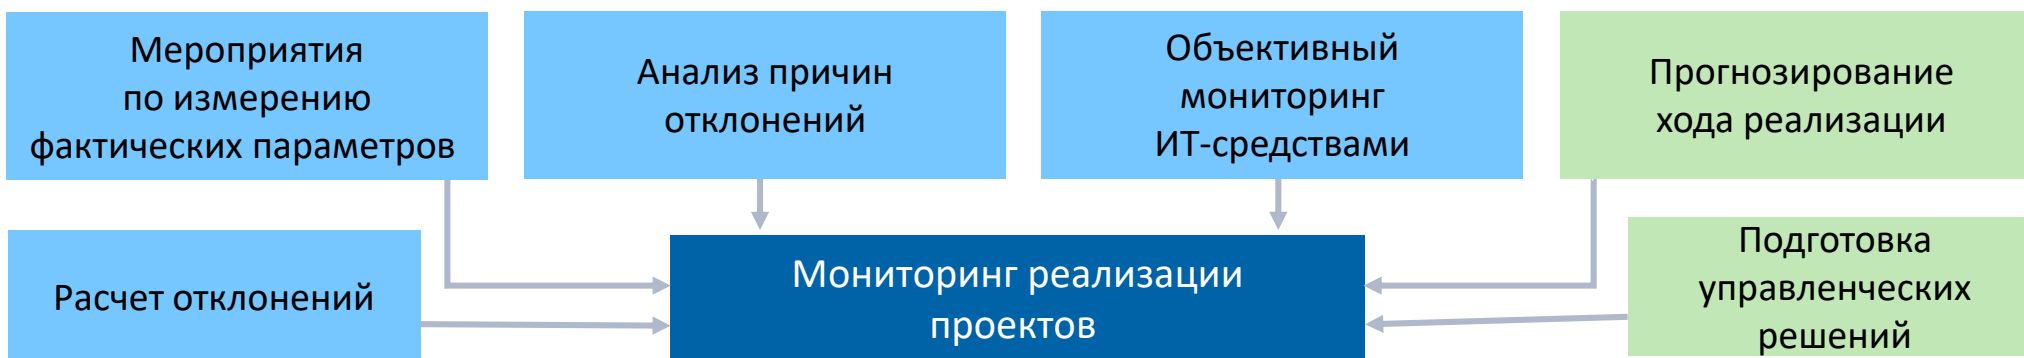 Мероприятия
по измерению
фактических параметров
Анализ причин
отклонений
Объективный
мониторинг
ИТ-средствами
Прогнозирование
хода реализации
Расчет отклонений
Мониторинг реализации
проектов
Подготовка
управленческих
решений